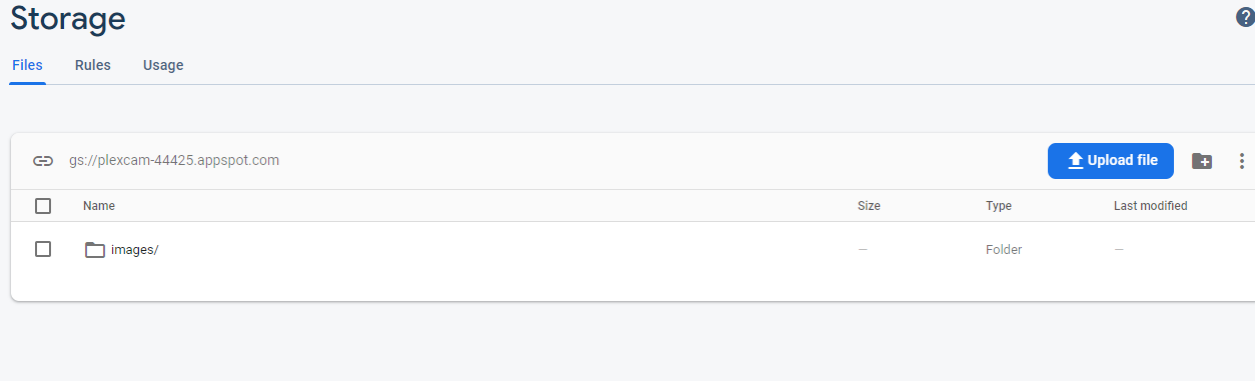 Storage
Files Rules Usage
gs://plexcam-44425.appspot.com Upload file
Name Size Type Last modified
images/ — Folder —